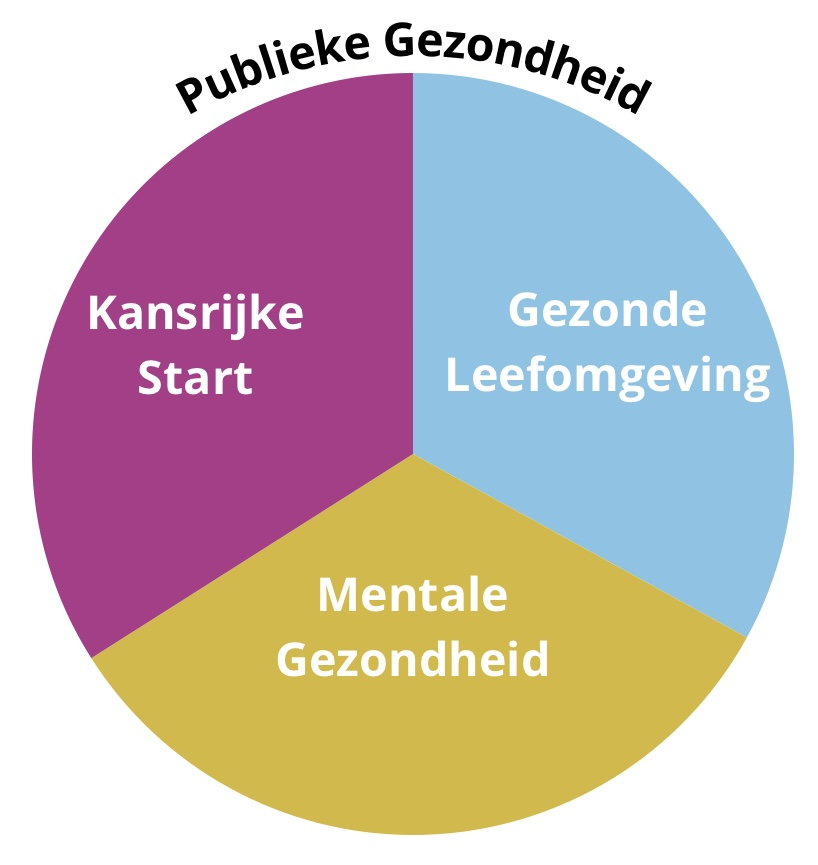 Publieke Gezondheid
Kansrijke
Start
Gezonde
Leefomgeving
Mentale
Gezondheid